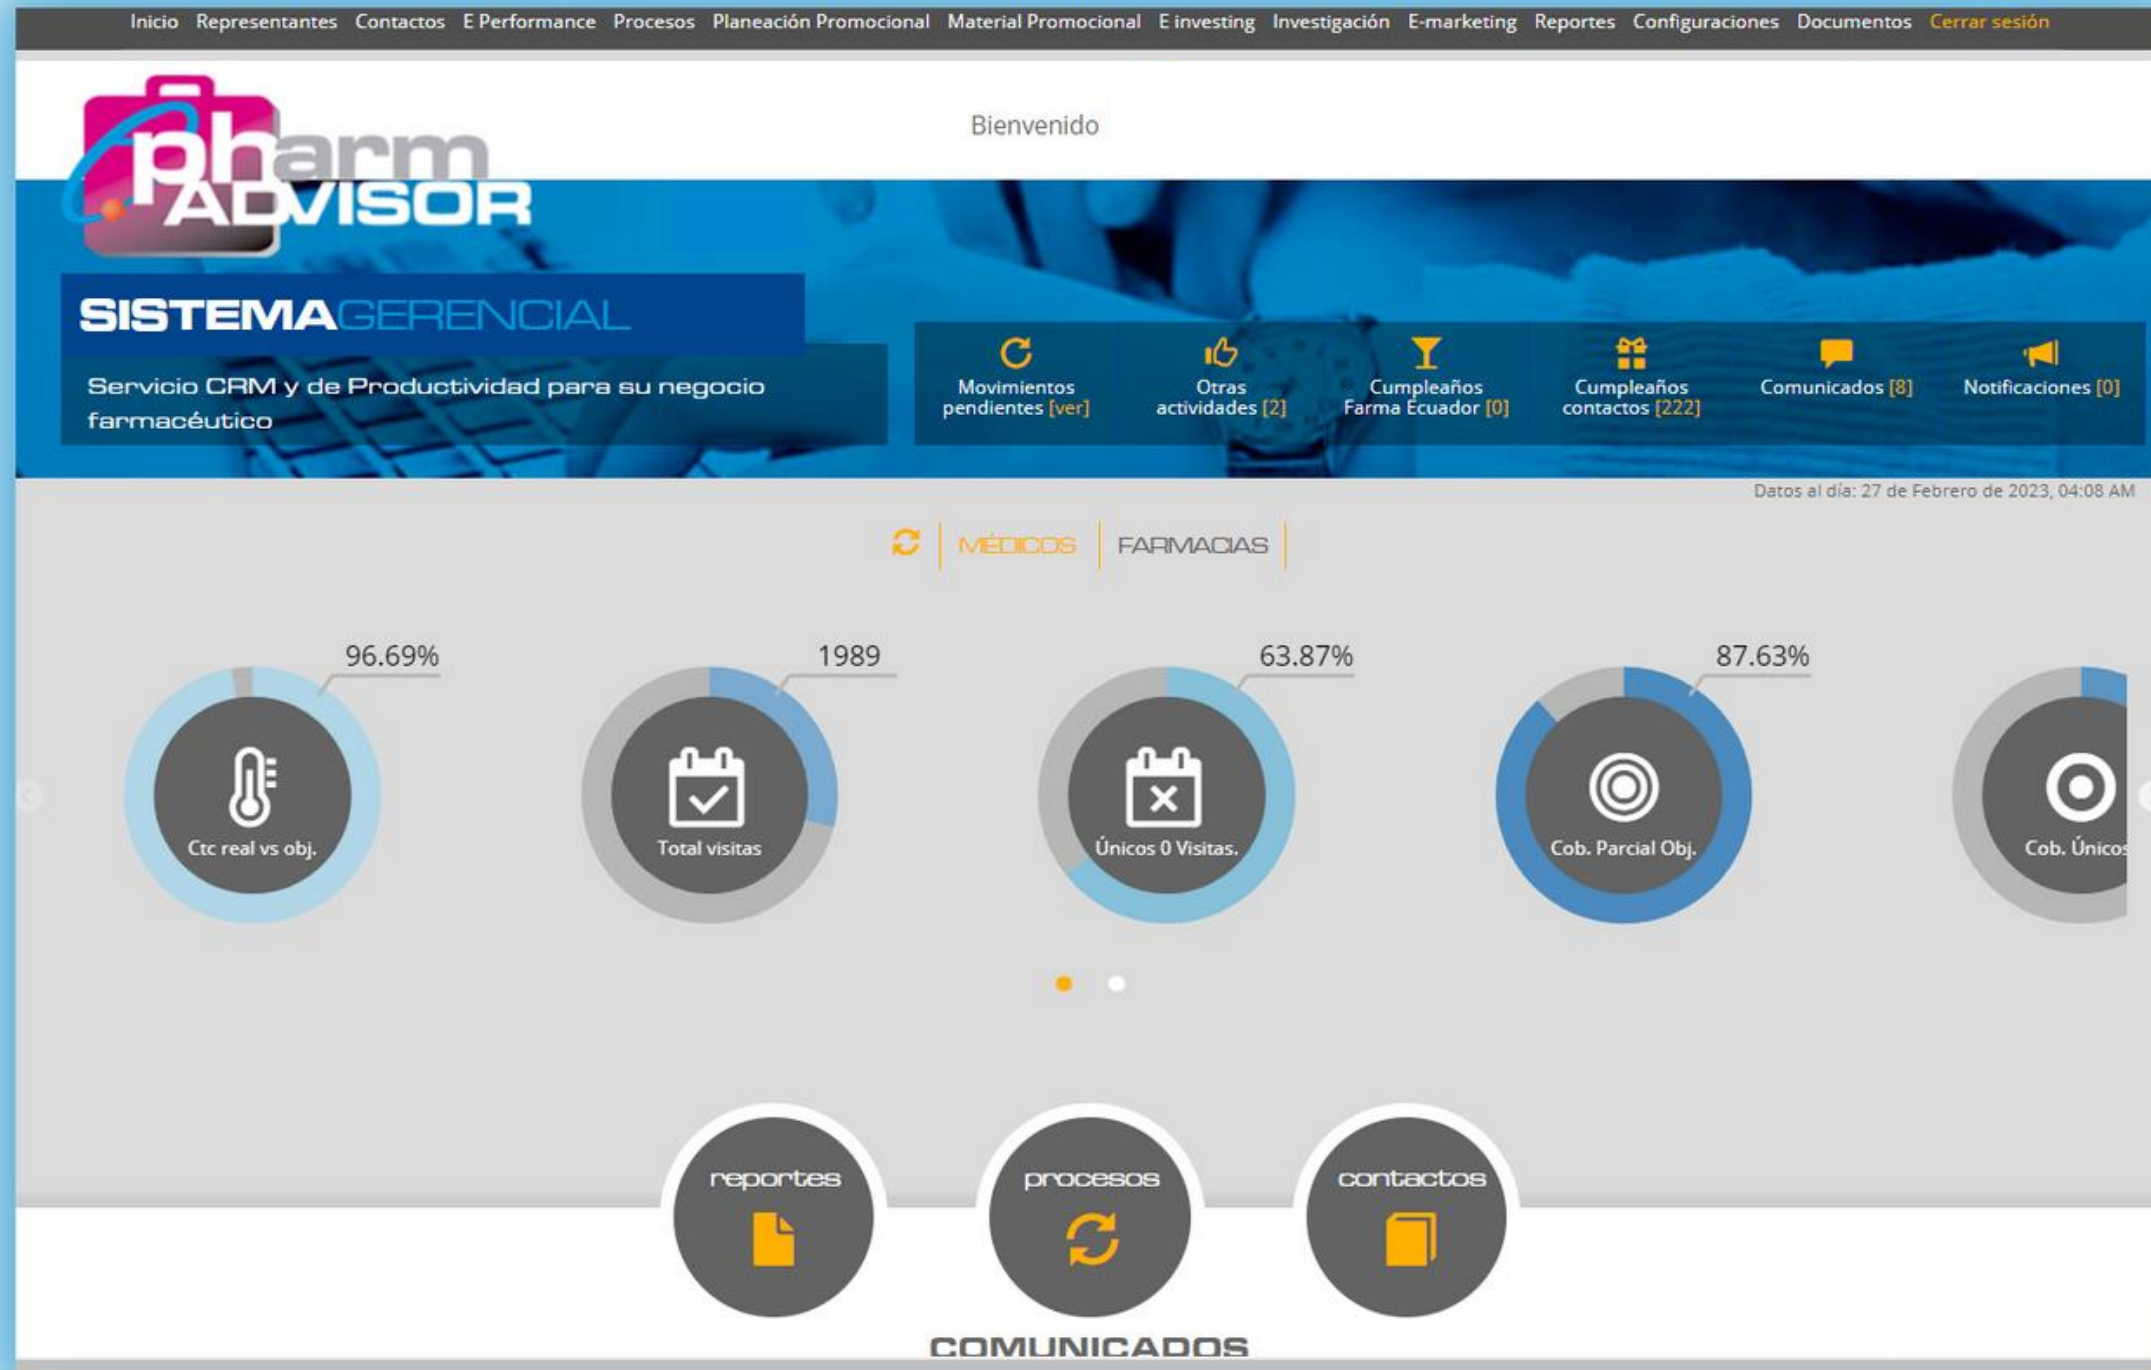 Inicio Representantes Contactos E Performance Procesos Planeación Promocional Material Promocional E investing Investigación E-marketing Reportes Configuraciones Documentos Cerrar sesión
pharm
ADVISOR
Bienvenido
SISTEMAGERENCIAL
Servicio CRM y de Productividad para su negocio
farmacéutico
Movimientos
pendientes [ver]
Otras
actividades [2]
Cumpleaños
Farma Ecuador [0]
Cumpleaños
contactos [222]
Comunicados [8]
Notificaciones [0]
Datos al día: 27 de Febrero de 2023, 04:08 AM
MÉDICOS FARMACIAS
96.69%
Ctc real vs obj.
1989
Total visitas
63.87%
Únicos 0 Visitas.
87.63%
Cob. Parcial Obj.
Cob. Únicos
reportes
procesos
contactos
COMUNICADOS